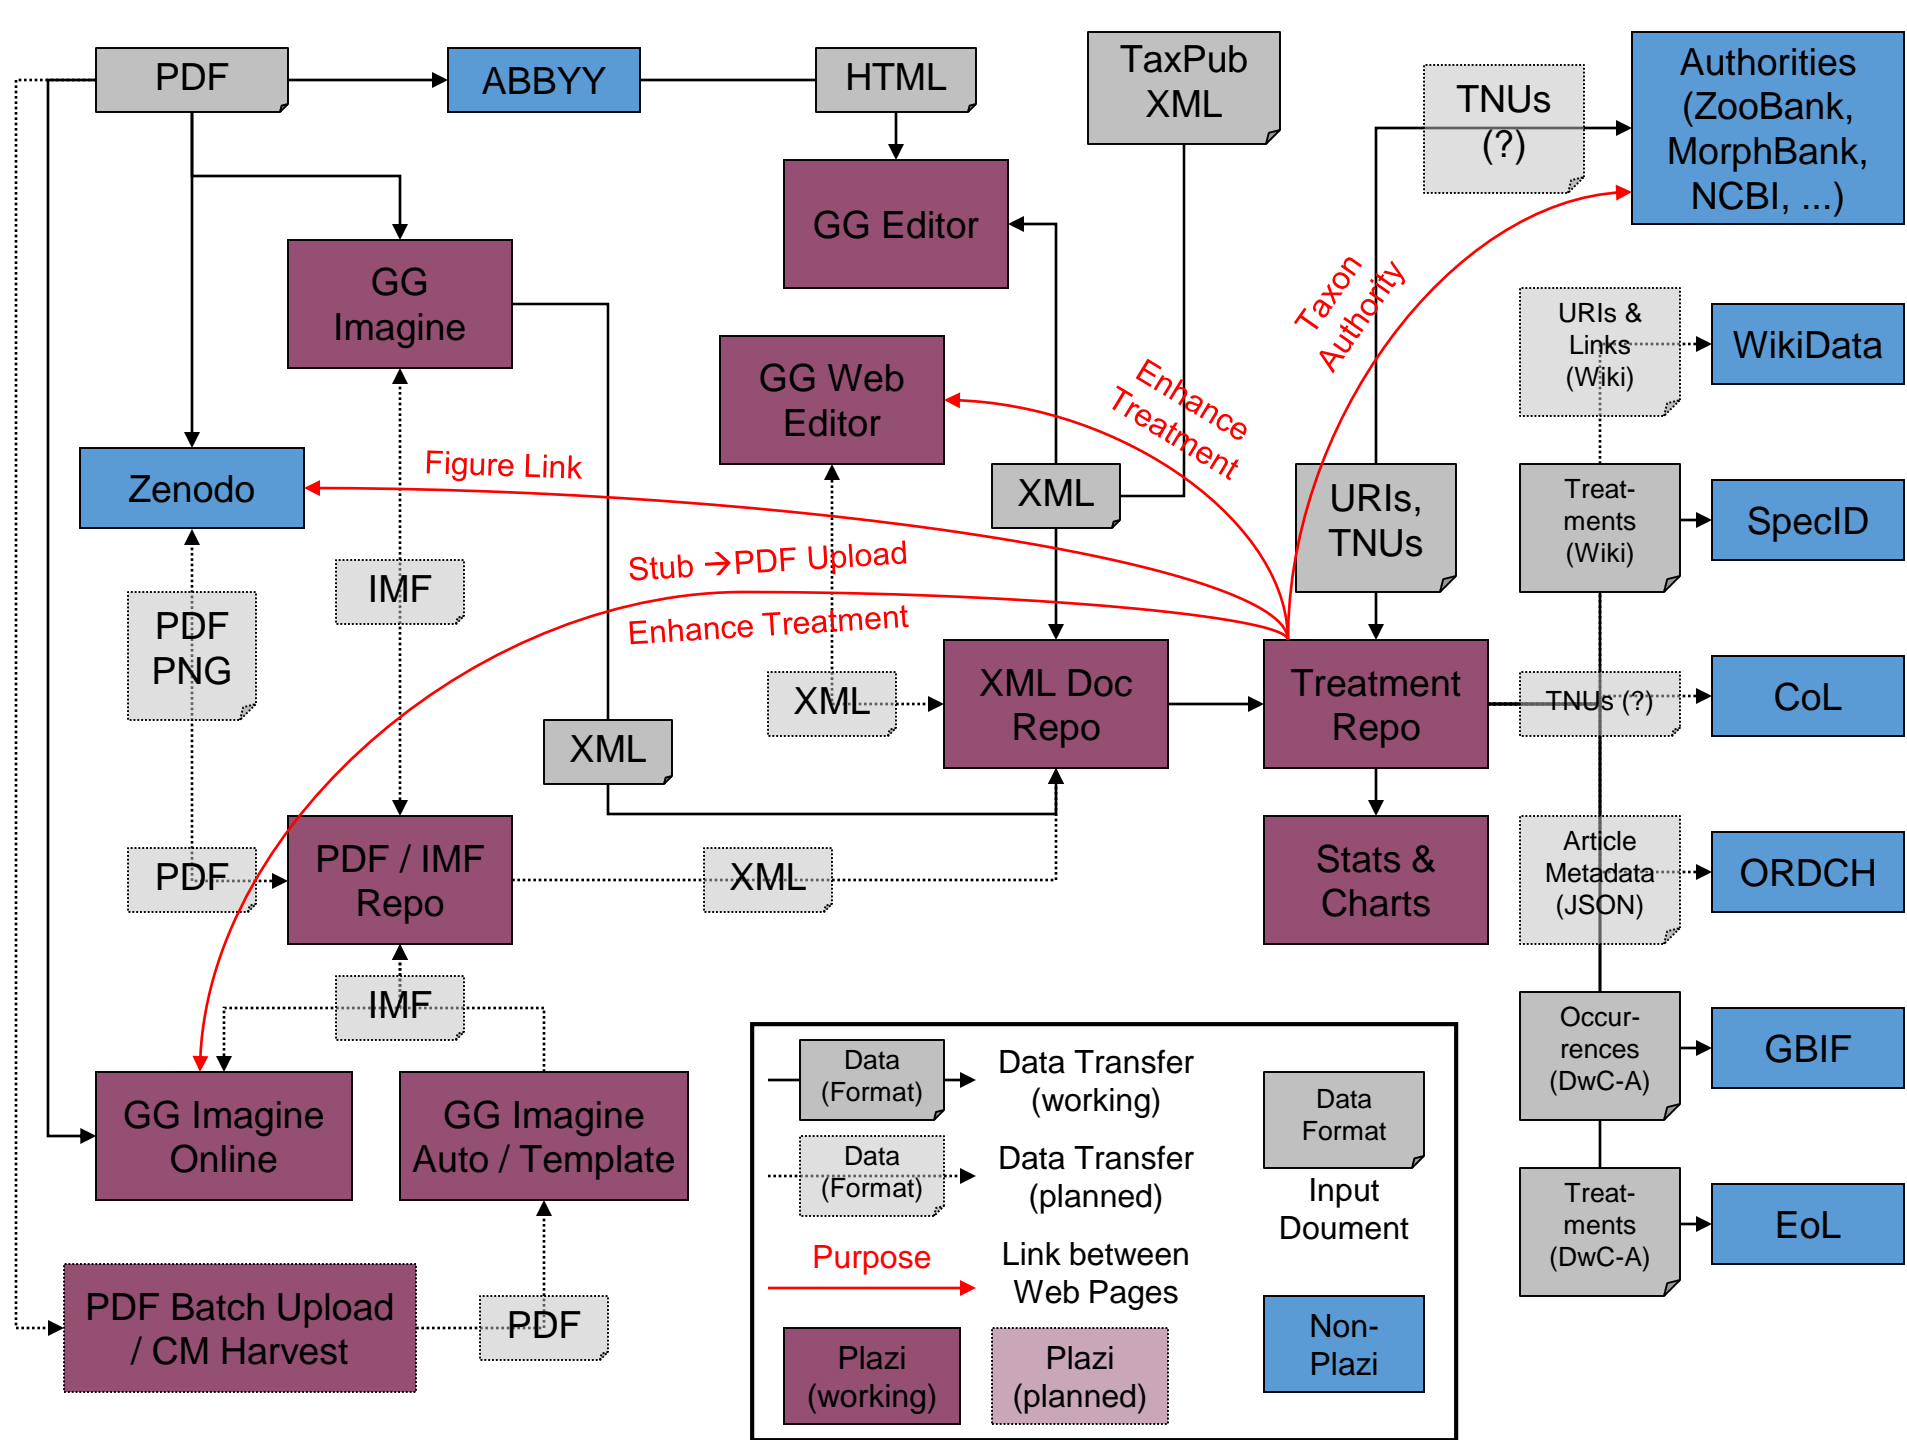 PDF
ABBYY
HTML
TaxPub
XML
TNUs
(?)
Authorities
(ZooBank,
MorphBank,
NCBI, ...)
GG Editor
GG
Imagine
Taxon
Authority
URIs &
Links
(Wiki)
WikiData
GG Web
Editor
Enhance
Treatment
Zenodo
Figure Link
XML
URIs,
TNUs
Treat-
ments
(Wiki)
SpecID
Stub →PDF Upload
IMF
Enhance Treatment
PDF
PNG
XML
XML
XML Doc
Repo
Treatment
Repo
TNUs (?)
CoL
PDF
PDF / IMF
Repo
XML
Stats &
Charts
Article
Metadata
(JSON)
ORDCH
IMF
Occur-
rences
(DwC-A)
GBIF
GG Imagine
Online
GG Imagine
Auto / Template
Treat-
ments
(DwC-A)
EoL
PDF Batch Upload
/ CM Harvest
PDF
Data
(Format)
Data Transfer
(working)
Data
Format
Data
(Format)
Data Transfer
(planned)
Input
Doument
Purpose
Link between
Web Pages
Plazi
(working)
Plazi
(planned)
Non-
Plazi